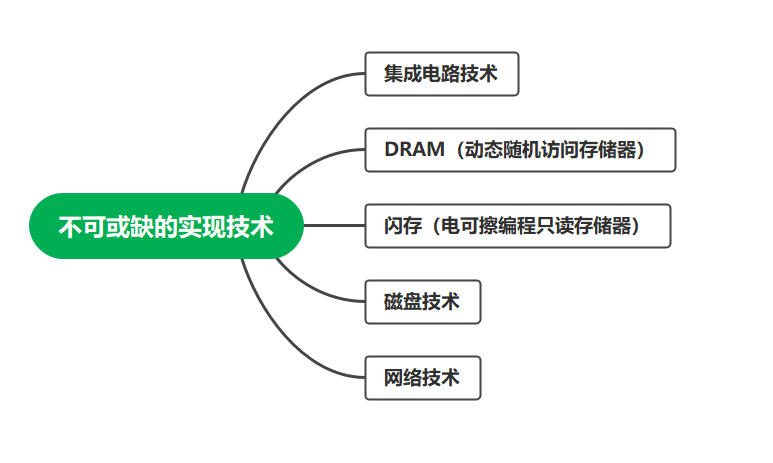 集成电路技术
DRAM（动态随机访问存储器）
不可或缺的实现技术
闪存（电可擦编程只读存储器）
磁盘技术
网络技术